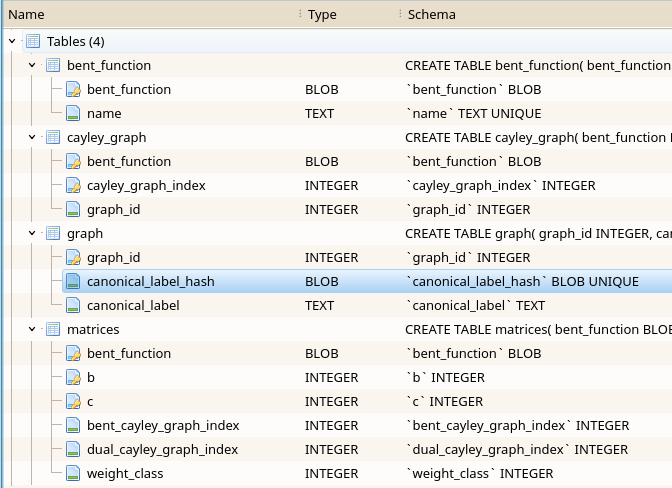 Name Type Schema
Tables (4)
bent_function CREATE TABLE bent_function( bent_function
bent_function BLOB `bent_function` BLOB
name TEXT `name` TEXT UNIQUE
cayley_graph CREATE TABLE cayley_graph( bent_function
bent_function BLOB `bent_function` BLOB
cayley_graph_index INTEGER `cayley_graph_index` INTEGER
graph_id INTEGER `graph_id` INTEGER
graph CREATE TABLE graph( graph_id INTEGER, car
graph_id INTEGER `graph_id` INTEGER
canonical_label_hash BLOB `canonical_label_hash` BLOB UNIQUE
canonical_label TEXT `canonical_label` TEXT
matrices CREATE TABLE matrices( bent_function BLOB
bent_function BLOB `bent_function` BLOB
b INTEGER `b` INTEGER
c INTEGER `c` INTEGER
bent_cayley_graph_index INTEGER `bent_cayley_graph_index` INTEGER
dual_cayley_graph_index INTEGER `dual_cayley_graph_index` INTEGER
weight_class INTEGER `weight_class` INTEGER